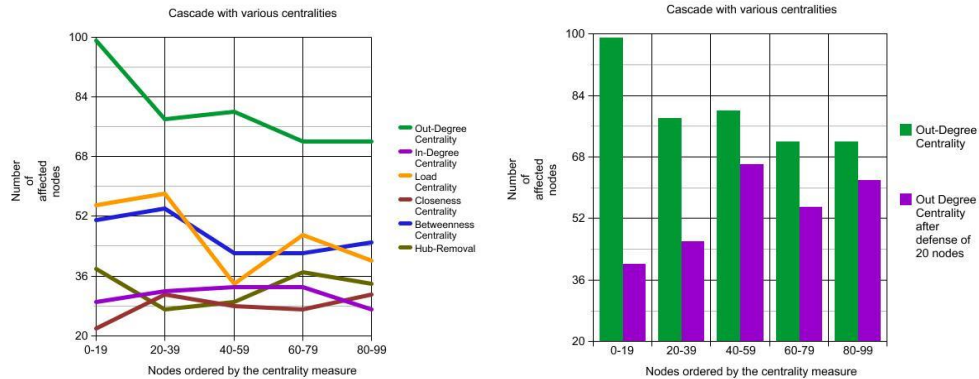 Cascade with various centralities
Number
of
affected
nodes
100
84
68
52
36
20
0-19
20-39
40-59
60-79
80-99
Nodes ordered by the centrality measure
Out-Degree
Centrality
In-Degree
Centrality
Load
Centrality
Closeness
Centrality
Betweenness
Centrality
Hub-Removal
Cascade with various centralities
Number
of
affected
nodes
100
84
68
52
36
20
0-19
20-39
40-59
60-79
80-99
Nodes ordered by the centrality measure
Out-Degree
Centrality
Out Degree
Centrality
after
defense of
20 nodes